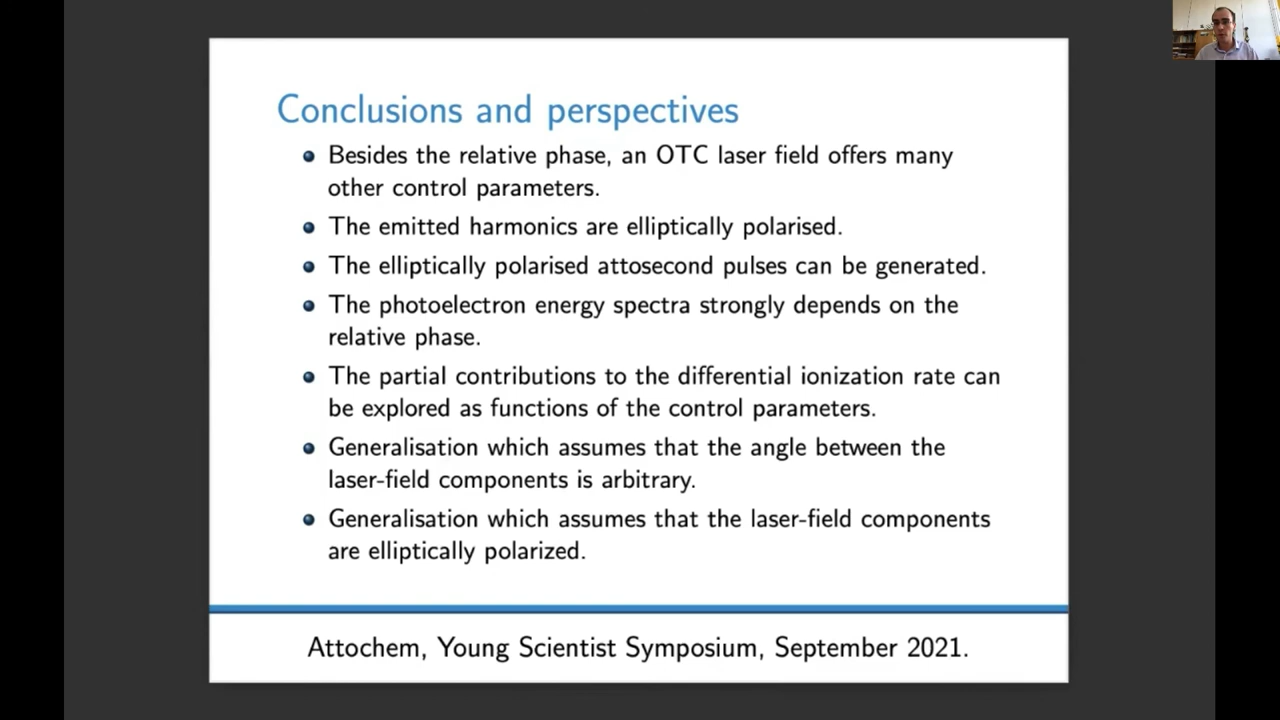 Conclusions and perspectives
Besides the relative phase, an OTC laser field offers many
other control parameters.
The emitted harmonics are elliptically polarised.
The elliptically polarised attosecond pulses can be generated.
The photoelectron energy spectra strongly depends on the
relative phase.
The partial contributions to the differential ionization rate can
be explored as functions of the control parameters.
Generalisation which assumes that the angle between the
laser-field components is arbitrary.
Generalisation which assumes that the laser-field components
are elliptically polarized.
Attochem, Young Scientist Symposium, September 2021.